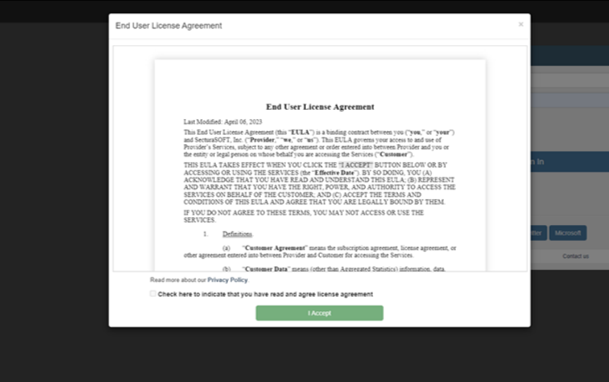 End User License Agreement
×
End User License Agreement
Last Modified: April 06, 2023
This End User License Agreement (this "EULA") is a binding contract between you ("you," or "your")
and SecturaSOFT, Inc. ("Provider," "we," or "us"). This EULA governs your access to and use of
Provider's Services, subject to any other agreement or order entered into between Provider and you or
the entity or legal person on whose behalf you are accessing the Services ("Customer").
THIS EULA TAKES EFFECT WHEN YOU CLICK THE "I ACCEPT" BUTTON BELOW OR BY
ACCESSING OR USING THE SERVICES (the "Effective Date"). BY SO DOING, YOU (A)
ACKNOWLEDGE THAT YOU HAVE READ AND UNDERSTAND THIS EULA; (B) REPRESENT
AND WARRANT THAT YOU HAVE THE RIGHT, POWER, AND AUTHORITY TO ACCESS THE
SERVICES ON BEHALF OF THE CUSTOMER; AND (C) ACCEPT THE TERMS AND
CONDITIONS OF THIS EULA AND AGREE THAT YOU ARE LEGALLY BOUND BY THEM.
IF YOU DO NOT AGREE TO THESE TERMS, YOU MAY NOT ACCESS OR USE THE
SERVICES.
1. Definitions.
(a) "Customer Agreement" means the subscription agreement, license agreement, or
other agreement entered into between Provider and Customer for accessing the Services.
(b) "Customer Data" means (other than Aggregated Statistics) information, data,
Read more about our Privacy Policy.
Check here to indicate that you have read and agree license agreement
I Accept
n In
tter
Microsoft
Contact us